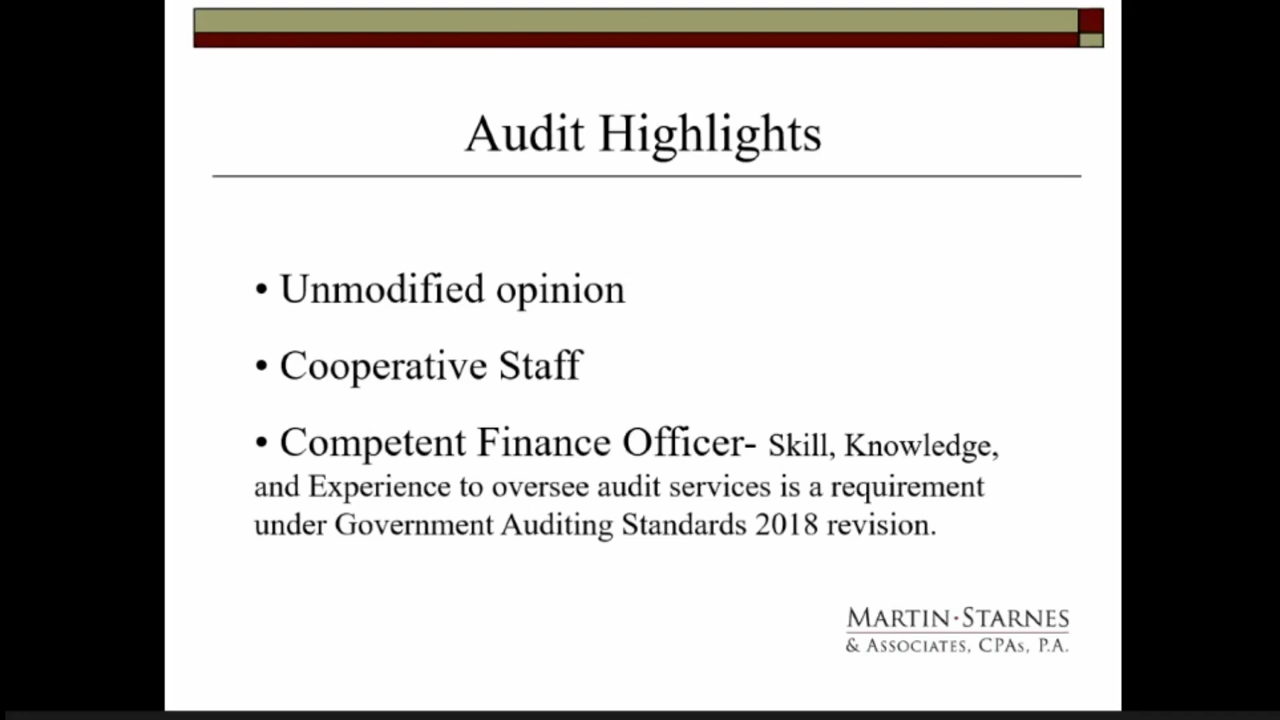 Audit Highlights
• Unmodified opinion
• Cooperative Staff
• Competent Finance Officer- Skill, Knowledge,
and Experience to oversee audit services is a requirement
under Government Auditing Standards 2018 revision.
MARTIN·STARNES
& ASSOCIATES, CPAS, P.A.